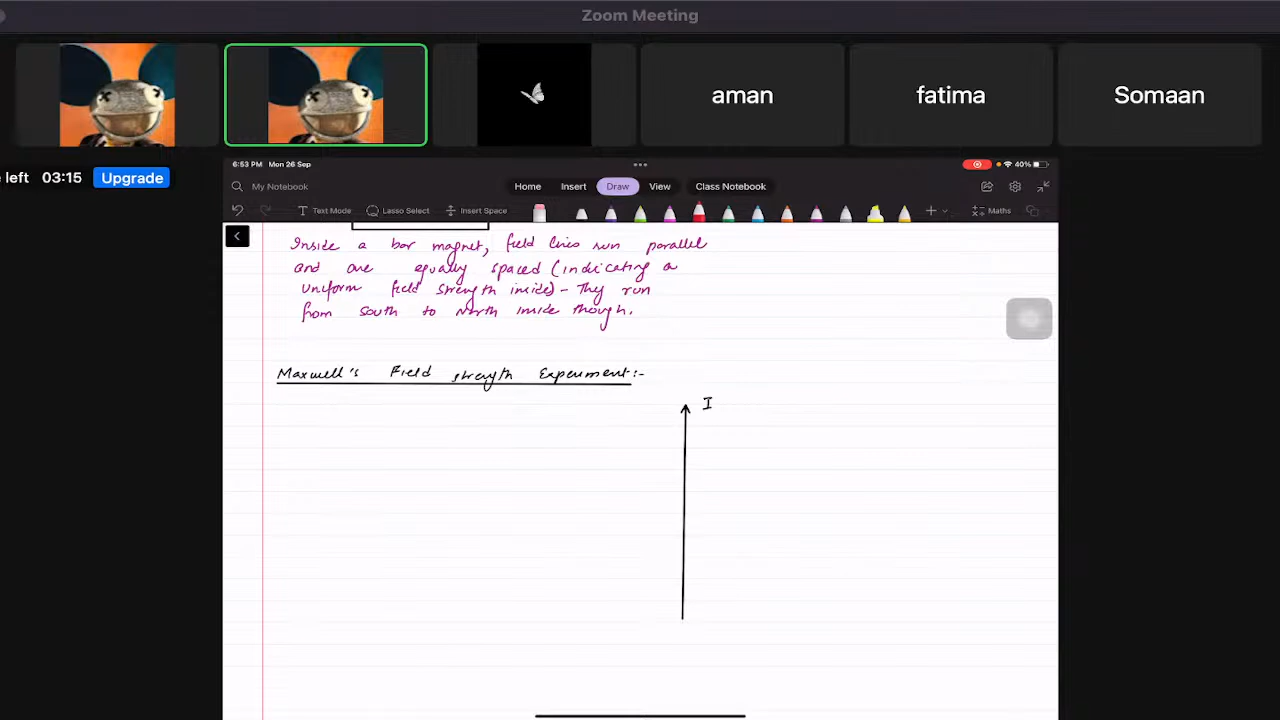 Zoom Meeting
aman
fatima
Somaan
left 03:15 Upgrade
6:53 PM Mon 26 Sep
40%
My Notebook
Home Insert Draw View Class Notebook
Text Mode Lasso Select Insert Space Maths
Inside a bar magnet, field lines run parallel
and are equally spaced (indicating a
uniform field strength inside) - They run
from south to North inside though.
Maxwell's Field strength Experiment:-
I